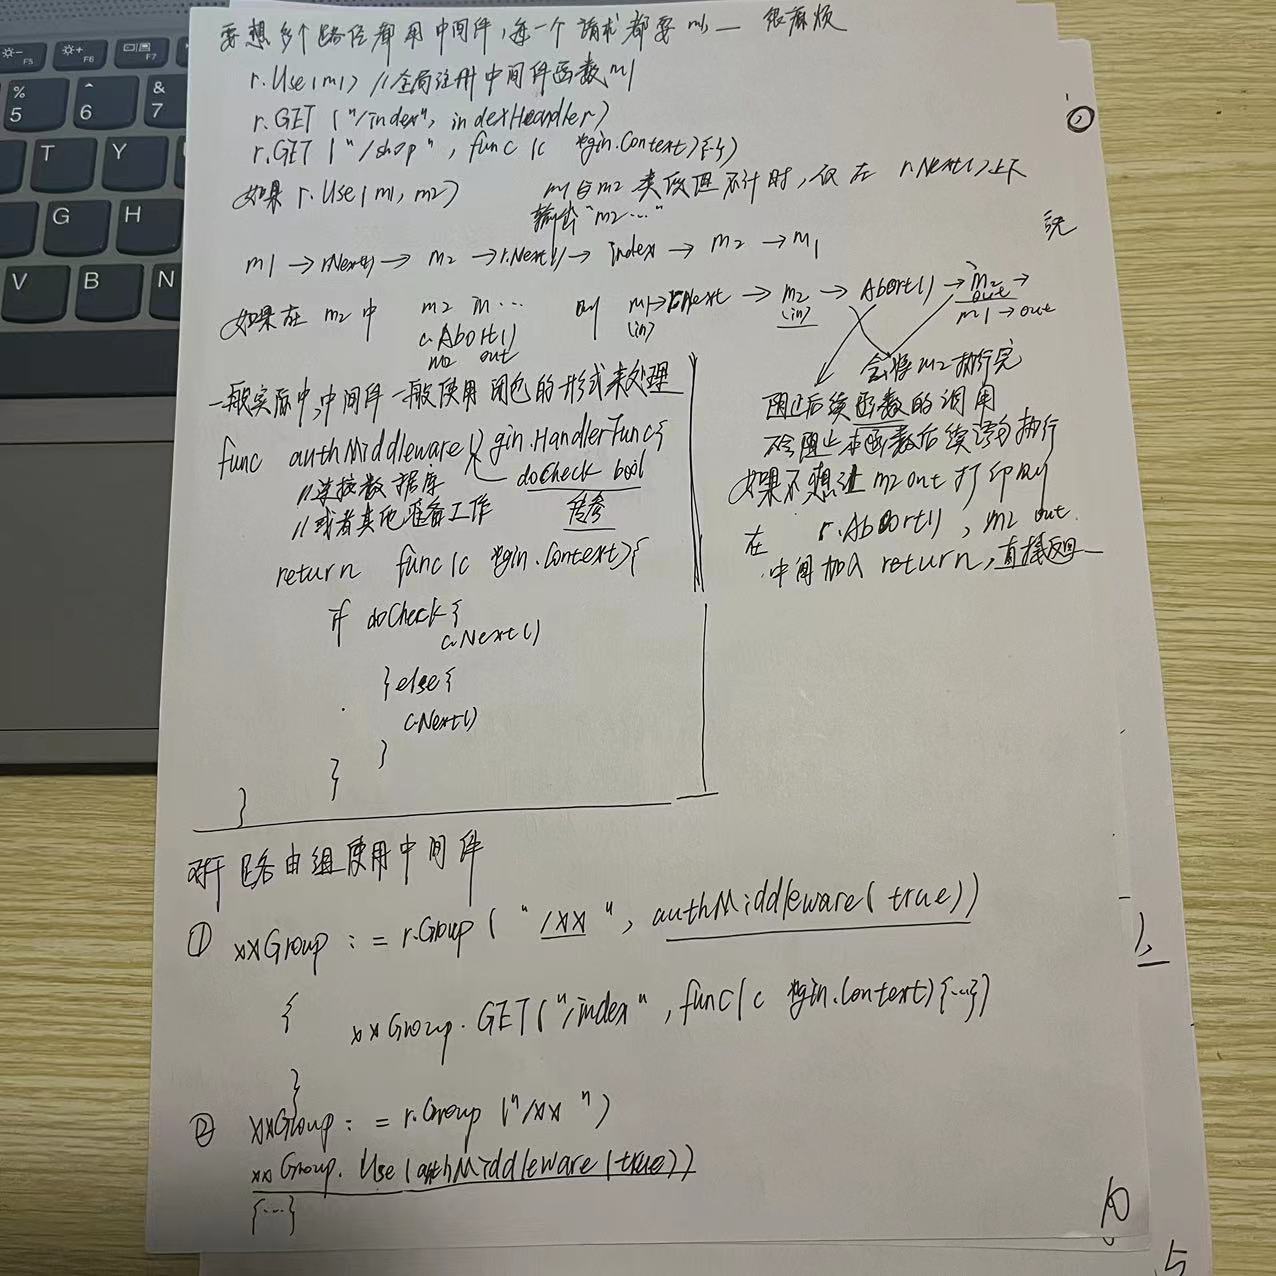 要想多个路径都用中间件,每一个请求都要m1 — 很麻烦
r.Use(m1) //全局注册中间件函数m1
r.GET ("/index", indexHandler)
r.GET ("/shop", func (c *gin.Context){...})
如果 r.Use(m1, m2)
m1与m2 类似但不计时,仅在 r.Next()上下
输出"m2..."
m1 → r.Next() → m2 → r.Next() → index → m2 → m1
如果在 m2 中
m2 in ...
c.Abort()
m2 out
则 m1 → r.Next → m2 → Abort() → m2 →
(in) (in) out
m1 → out
会将m2执行完
阻止后续函数的调用
不会阻止本函数后续语句执行
如果不想让 m2 out 打印则
在 r.Abort(), m2 out
中间加入 return, 直接返回
一般实际中,中间件一般使用闭包的形式来处理
func authMiddleware() gin.HandlerFunc{
doCheck bool
传参
//连接数据库
//或者其他准备工作
return func(c *gin.Context){
if doCheck {
c.Next()
}else{
c.Next()
}
}
}
对于路由组使用中间件
① xxGroup := r.Group ( "/xx", authMiddleware(true))
{
xxGroup.GET("/index", func(c *gin.Context){...})
}
② xxGroup := r.Group ("/xx")
xxGroup.Use(authMiddleware(true))
{...}
10
5
F5
F6
F7
%
5
^
6
&
7
T
Y
G
H
V
B
N